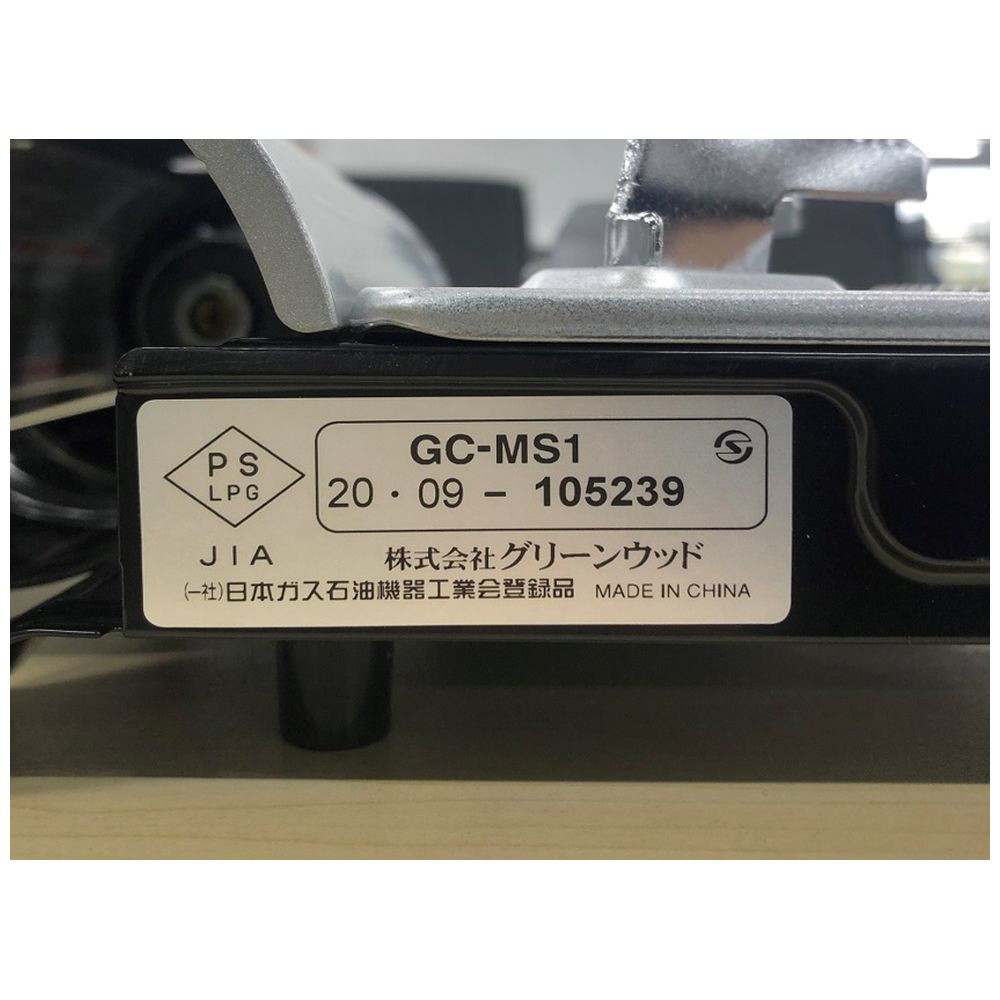 PS
LPG
JIA
GC-MS1
20・09 - 105239
株式会社グリーンウッド
(一社)日本ガス石油機器工業会登録品 MADE IN CHINA